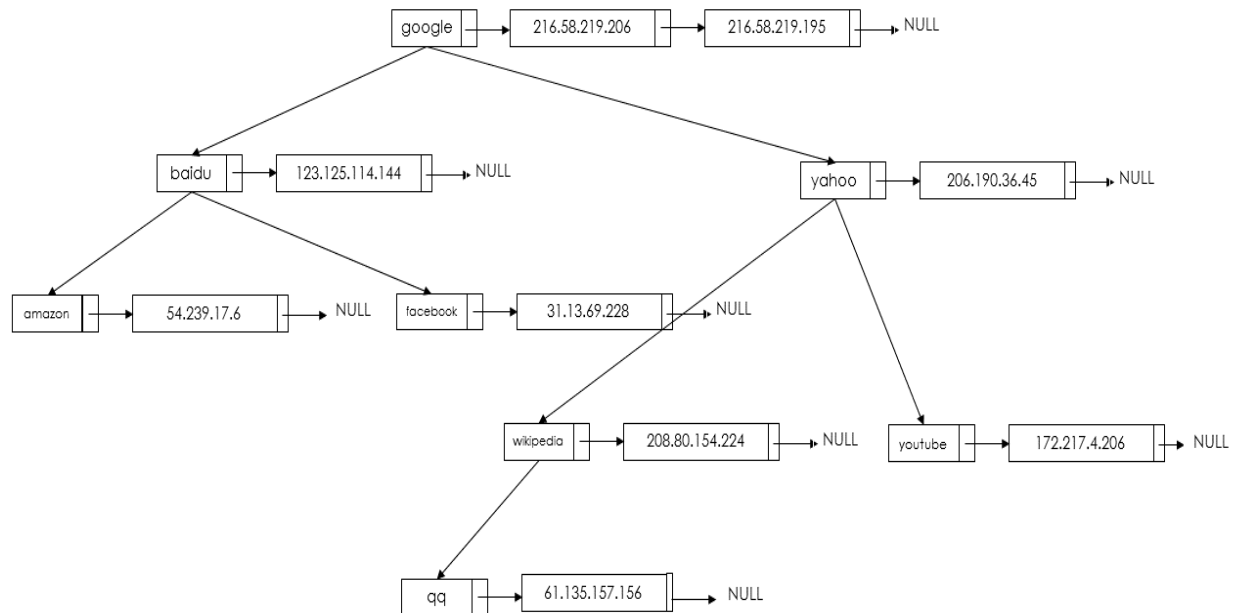 google 216.58.219.206 216.58.219.195 NULL
baidu 123.125.114.144 NULL
yahoo 206.190.36.45 NULL
amazon 54.239.17.6 NULL
facebook 31.13.69.228 NULL
wikipedia 208.80.154.224 NULL
youtube 172.217.4.206 NULL
qq 61.135.157.156 NULL